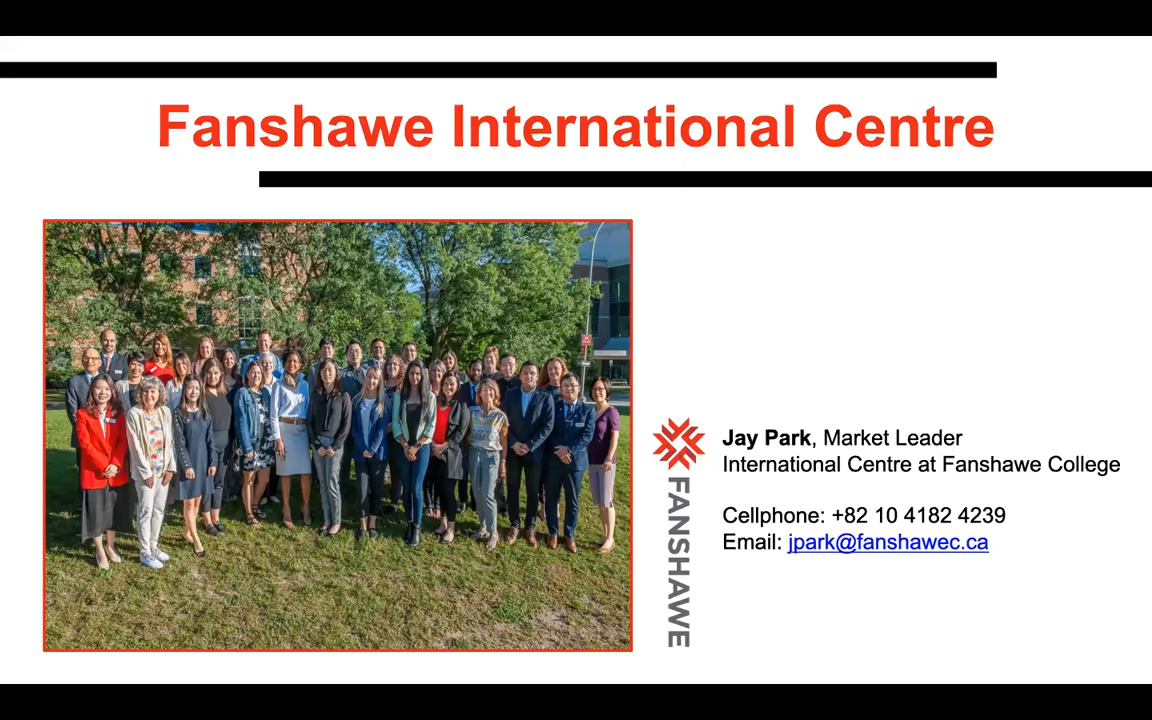 Fanshawe International Centre
Jay Park, Market Leader
International Centre at Fanshawe College
Cellphone: +82 10 4182 4239
Email: jpark@fanshawec.ca
FANSHAWE